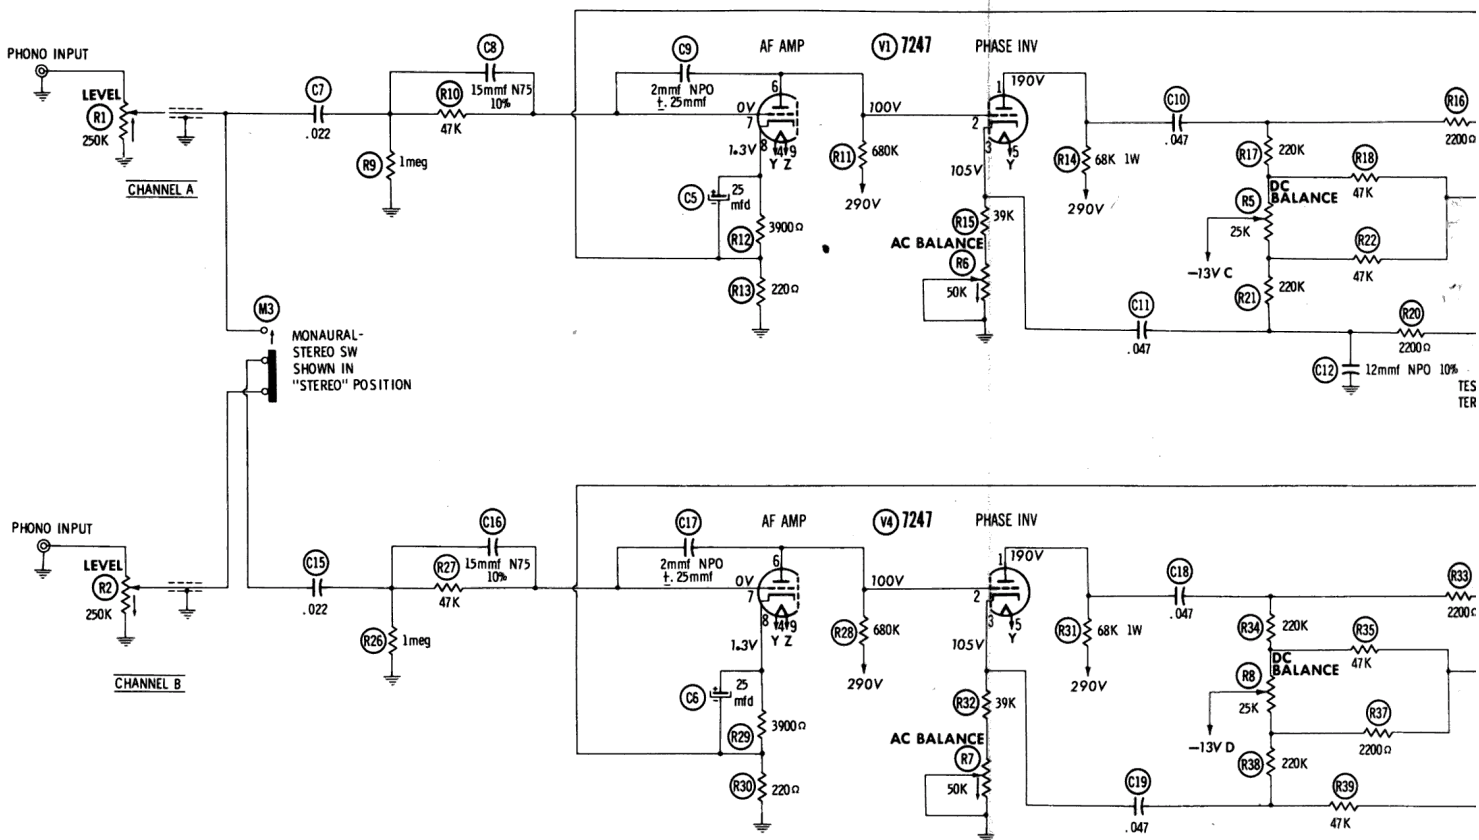 PHONO INPUT
LEVEL
R1
250K
CHANNEL A
C7
.022
R9
1meg
C8
15mmf N75
10%
R10
47K
C9
2mmf NPO
±.25mmf
AF AMP
V1 7247
PHASE INV
6
0V
7
8
4
9
Y Z
1.3V
C5
25
mfd
R12
3900Ω
R13
220Ω
100V
R11
680K
290V
1
190V
2
3
5
Y
105V
R15
39K
AC BALANCE
R6
50K
R14
68K 1W
290V
C10
.047
C11
.047
R17
220K
R16
2200Ω
R18
47K
DC
BALANCE
R5
25K
-13V C
R22
47K
R21
220K
R20
2200Ω
C12
12mmf NPO 10%
TES
TER
M3
MONAURAL-
STEREO SW
SHOWN IN
"STEREO" POSITION
PHONO INPUT
LEVEL
R2
250K
CHANNEL B
C15
.022
R26
1meg
C16
15mmf N75
10%
R27
47K
C17
2mmf NPO
±.25mmf
AF AMP
V4 7247
PHASE INV
6
0V
7
8
4
9
Y Z
1.3V
C6
25
mfd
R29
3900Ω
R30
220Ω
100V
R28
680K
290V
1
190V
2
3
5
Y
105V
R32
39K
AC BALANCE
R7
50K
R31
68K 1W
290V
C18
.047
C19
.047
R34
220K
R33
2200Ω
R35
47K
DC
BALANCE
R8
25K
-13V D
R37
2200Ω
R38
220K
R39
47K